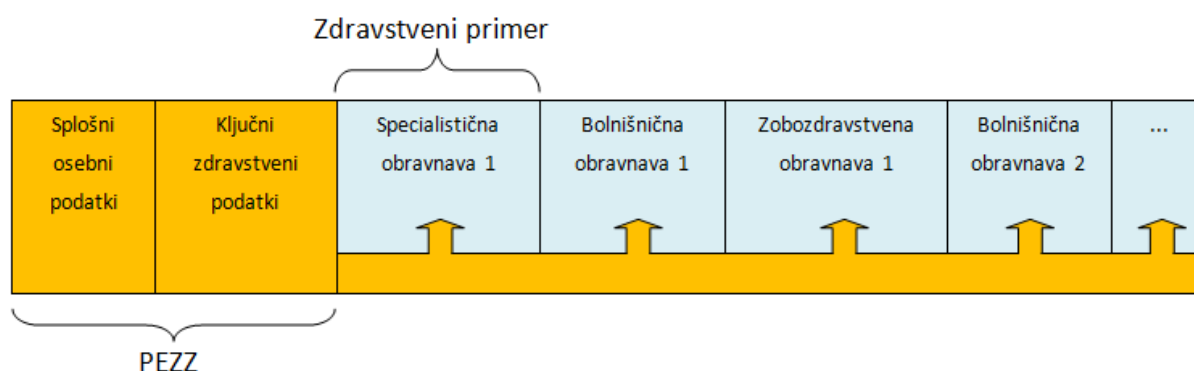 Zdravstveni primer
Splošni
osebni
podatki
Ključni
zdravstveni
podatki
Specialistična
obravnava 1
Bolnišnična
obravnava 1
Zobozdravstvena
obravnava 1
Bolnišnična
obravnava 2
...
PEZZ